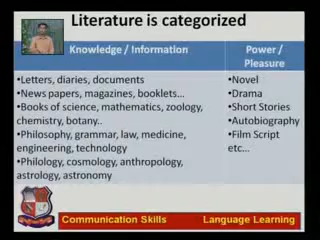 Literature is categorized
Knowledge / Information
Power /
Pleasure
•Letters, diaries, documents
•News papers, magazines, booklets…
•Books of science, mathematics, zoology,
chemistry, botany..
•Philosophy, grammar, law, medicine,
engineering, technology
•Philology, cosmology, anthropology,
astrology, astronomy
•Novel
•Drama
•Short Stories
•Autobiography
•Film Script
etc…
Communication Skills
Language Learning